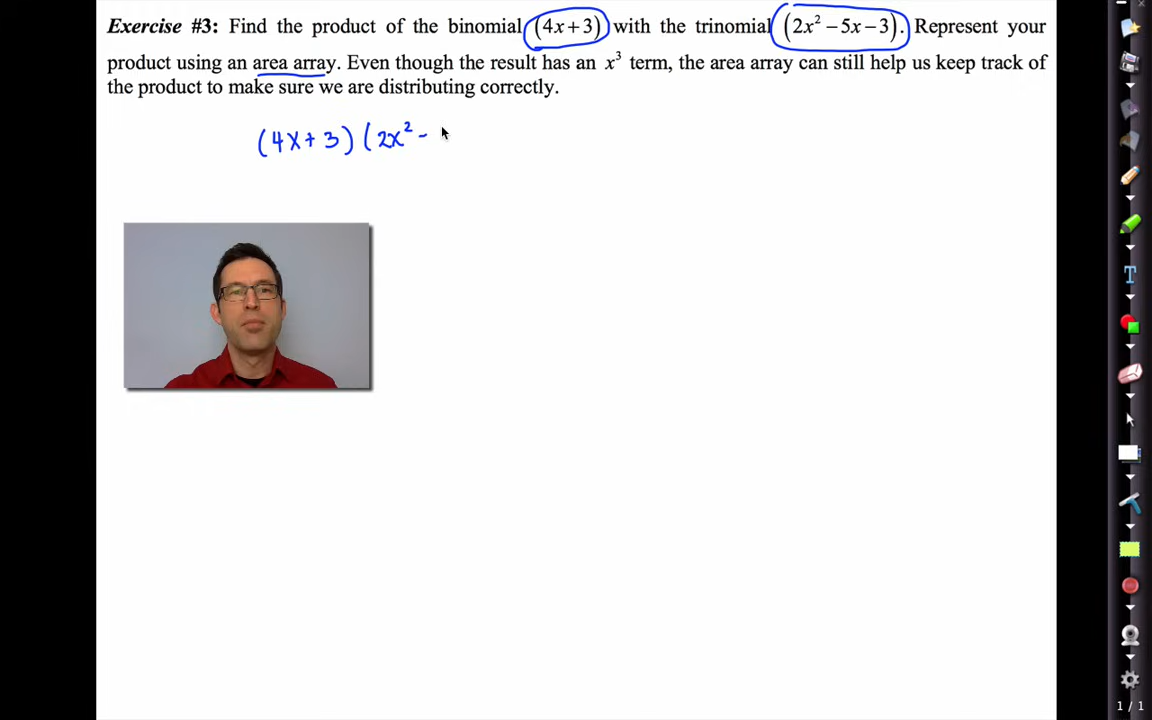 Exercise #3: Find the product of the binomial (4x+3) with the trinomial (2x² −5x−3). Represent your
product using an area array. Even though the result has an x³ term, the area array can still help us keep track of
the product to make sure we are distributing correctly.
(4x+3)(2x² −
T
1 / 1